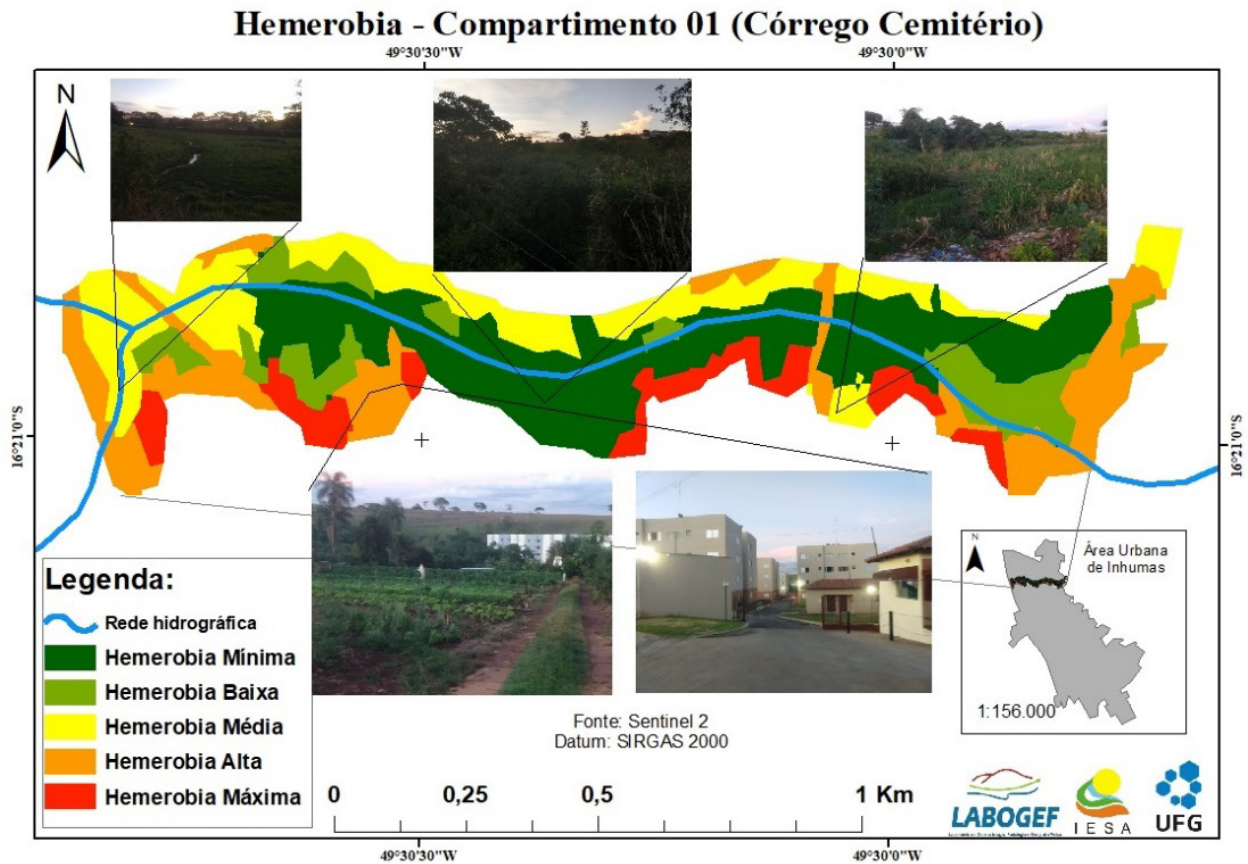 Hemerobia - Compartimento 01 (Córrego Cemitério)
49°30'30"W
49°30'0"W
N
16°21'0"S
16°21'0"S
Legenda:
Rede hidrográfica
Hemerobia Mínima
Hemerobia Baixa
Hemerobia Média
Hemerobia Alta
Hemerobia Máxima
Fonte: Sentinel 2
Datum: SIRGAS 2000
0
0,25
0,5
1 Km
N
Área Urbana
de Inhumas
1:156.000
LABOGEF
IESA
UFG
49°30'30"W
49°30'0"W